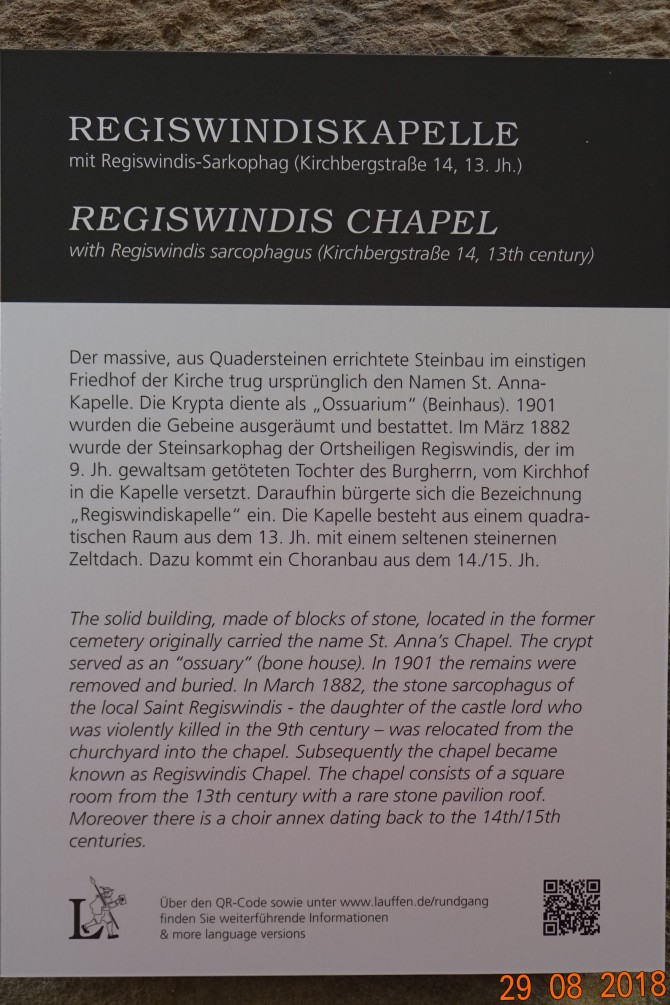 REGISWINDISKAPELLE
mit Regiswindis-Sarkophag (Kirchbergstraße 14, 13. Jh.)
REGISWINDIS CHAPEL
with Regiswindis sarcophagus (Kirchbergstraße 14, 13th century)
Der massive, aus Quadersteinen errichtete Steinbau im einstigen
Friedhof der Kirche trug ursprünglich den Namen St. Anna-
Kapelle. Die Krypta diente als „Ossuarium“ (Beinhaus). 1901
wurden die Gebeine ausgeräumt und bestattet. Im März 1882
wurde der Steinsarkophag der Ortsheiligen Regiswindis, der im
9. Jh. gewaltsam getöteten Tochter des Burgherrn, vom Kirchhof
in die Kapelle versetzt. Daraufhin bürgerte sich die Bezeichnung
„Regiswindiskapelle“ ein. Die Kapelle besteht aus einem quadra-
tischen Raum aus dem 13. Jh. mit einem seltenen steinernen
Zeltdach. Dazu kommt ein Choranbau aus dem 14./15. Jh.
The solid building, made of blocks of stone, located in the former
cemetery originally carried the name St. Anna's Chapel. The crypt
served as an "ossuary" (bone house). In 1901 the remains were
removed and buried. In March 1882, the stone sarcophagus of
the local Saint Regiswindis - the daughter of the castle lord who
was violently killed in the 9th century – was relocated from the
churchyard into the chapel. Subsequently the chapel became
known as Regiswindis Chapel. The chapel consists of a square
room from the 13th century with a rare stone pavilion roof.
Moreover there is a choir annex dating back to the 14th/15th
centuries.
L
Über den QR-Code sowie unter www.lauffen.de/rundgang
finden Sie weiterführende Informationen
& more language versions
29 08 2018